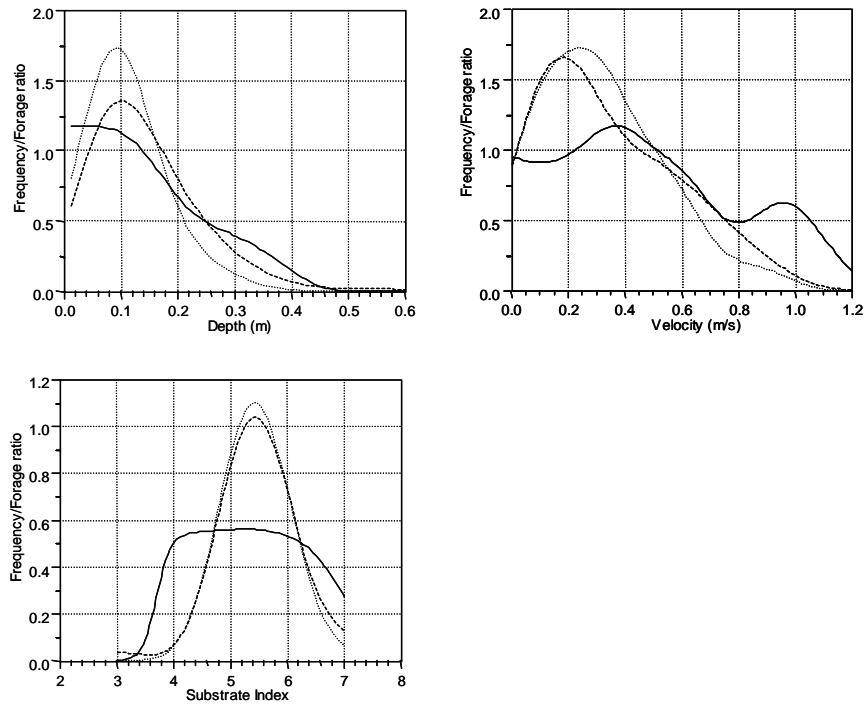 Frequency/Forage ratio
2.0
1.5
1.0
0.5
0.0
0.0 0.1 0.2 0.3 0.4 0.5 0.6
Depth (m)
Frequency/Forage ratio
2.0
1.5
1.0
0.5
0.0
0.0 0.2 0.4 0.6 0.8 1.0 1.2
Velocity (m/s)
Frequency/Forage ratio
1.2
1.0
0.8
0.6
0.4
0.2
0.0
2 3 4 5 6 7 8
Substrate Index